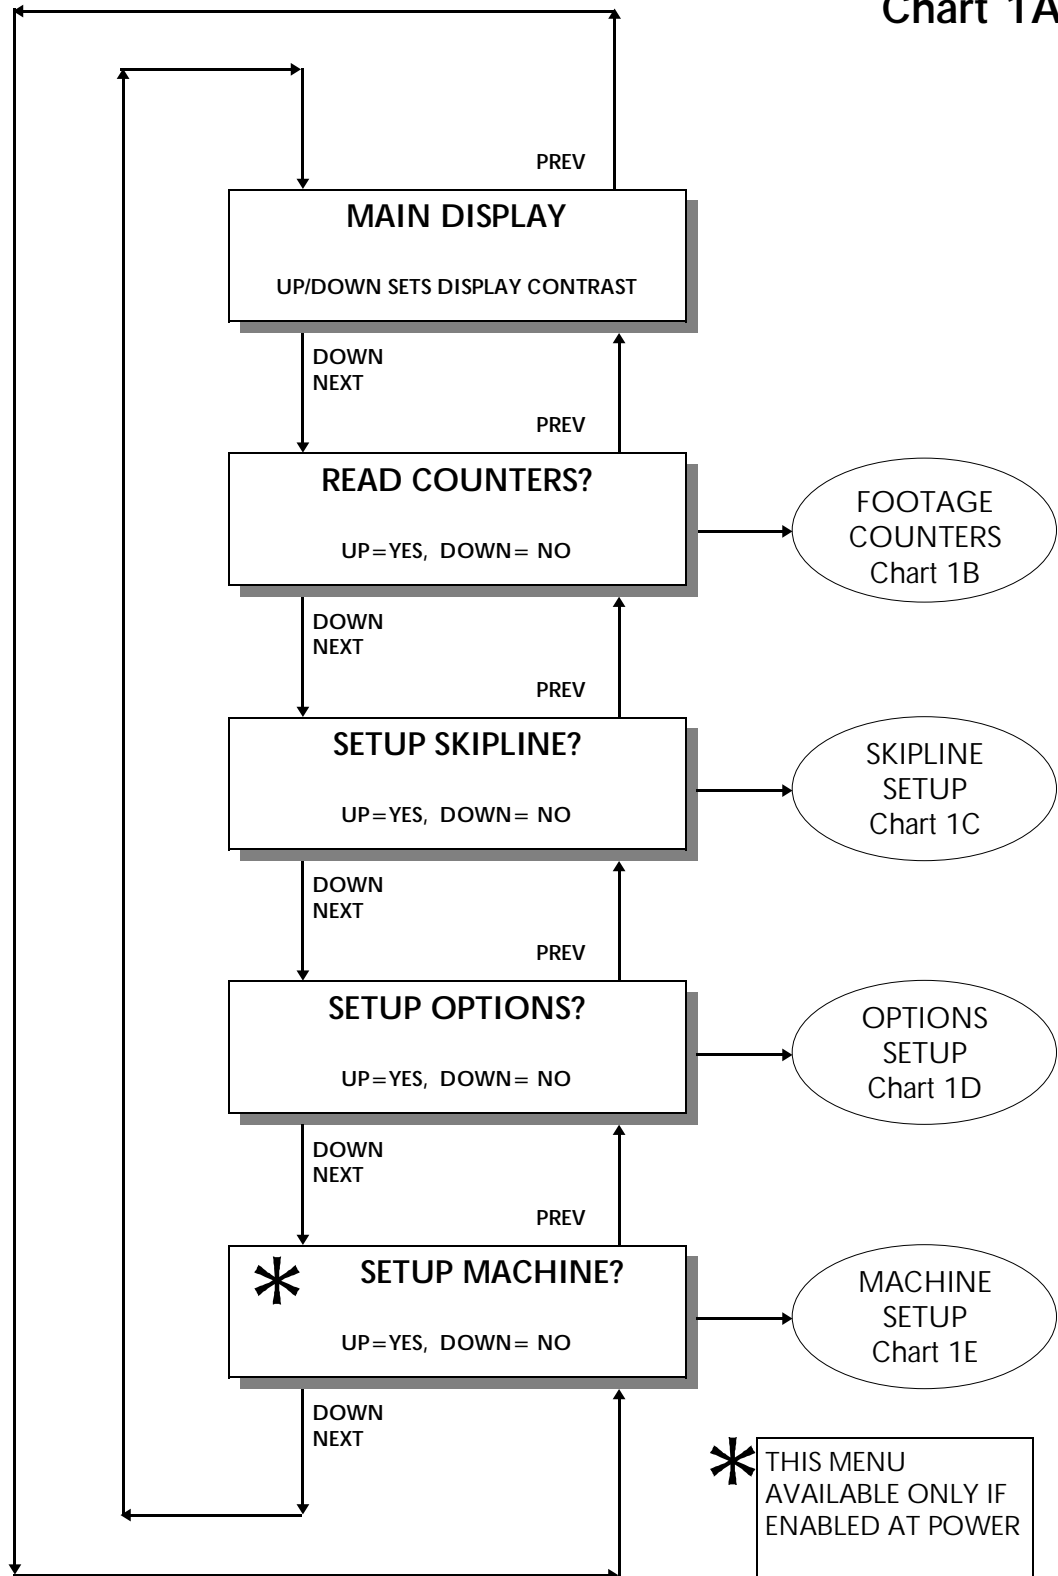 Chart 1A
PREV
MAIN DISPLAY
UP/DOWN SETS DISPLAY CONTRAST
DOWN
NEXT
PREV
READ COUNTERS?
UP=YES, DOWN= NO
FOOTAGE
COUNTERS
Chart 1B
DOWN
NEXT
PREV
SETUP SKIPLINE?
UP=YES, DOWN= NO
SKIPLINE
SETUP
Chart 1C
DOWN
NEXT
PREV
SETUP OPTIONS?
UP=YES, DOWN= NO
OPTIONS
SETUP
Chart 1D
DOWN
NEXT
PREV
* SETUP MACHINE?
UP=YES, DOWN= NO
MACHINE
SETUP
Chart 1E
DOWN
NEXT
* THIS MENU
AVAILABLE ONLY IF
ENABLED AT POWER